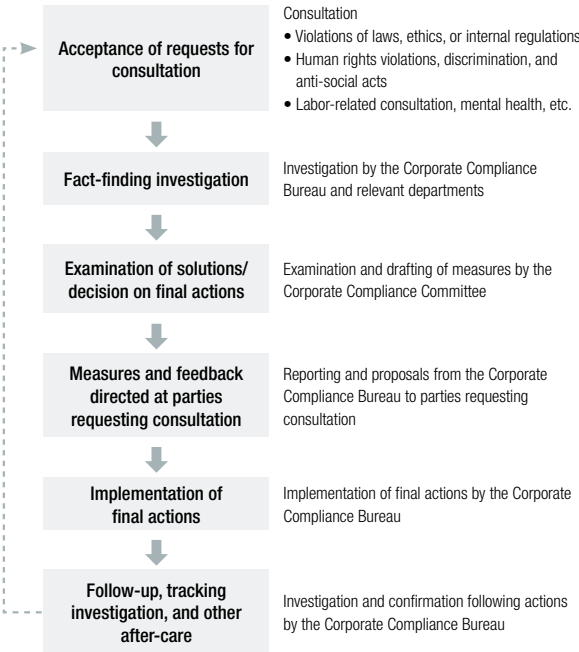 Acceptance of requests for
consultation
Consultation
• Violations of laws, ethics, or internal regulations
• Human rights violations, discrimination, and
anti-social acts
• Labor-related consultation, mental health, etc.
Fact-finding investigation
Investigation by the Corporate Compliance
Bureau and relevant departments
Examination of solutions/
decision on final actions
Examination and drafting of measures by the
Corporate Compliance Committee
Measures and feedback
directed at parties
requesting consultation
Reporting and proposals from the Corporate
Compliance Bureau to parties requesting
consultation
Implementation of
final actions
Implementation of final actions by the Corporate
Compliance Bureau
Follow-up, tracking
investigation, and other
after-care
Investigation and confirmation following actions
by the Corporate Compliance Bureau